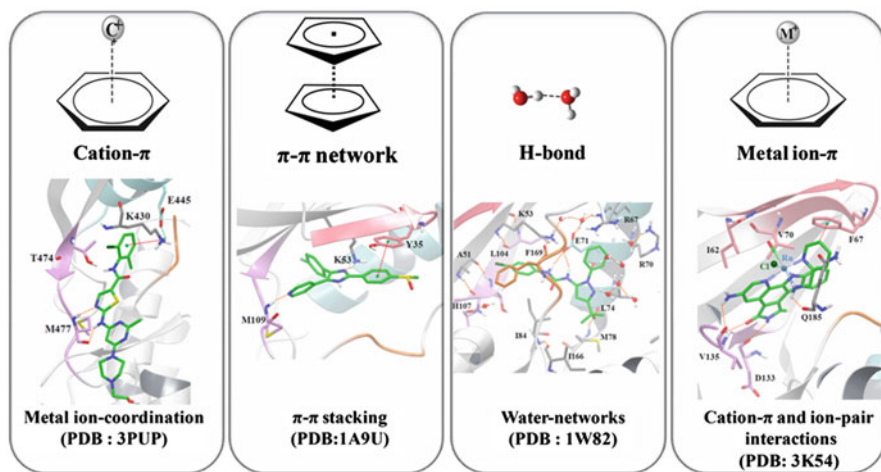 C+
Cation-π
E445
K430
T474
M477
Metal ion-coordination
(PDB : 3PUP)
π-π network
K53
Y35
M109
π-π stacking
(PDB:1A9U)
H-bond
K53
R67
E71
A51
L104
F169
R70
H107
L74
I84
M78
I166
Water-networks
(PDB : 1W82)
M+
Metal ion-π
V70
F67
I62
Ru
Cl
Q185
V135
D133
Cation-π and ion-pair
interactions
(PDB: 3K54)